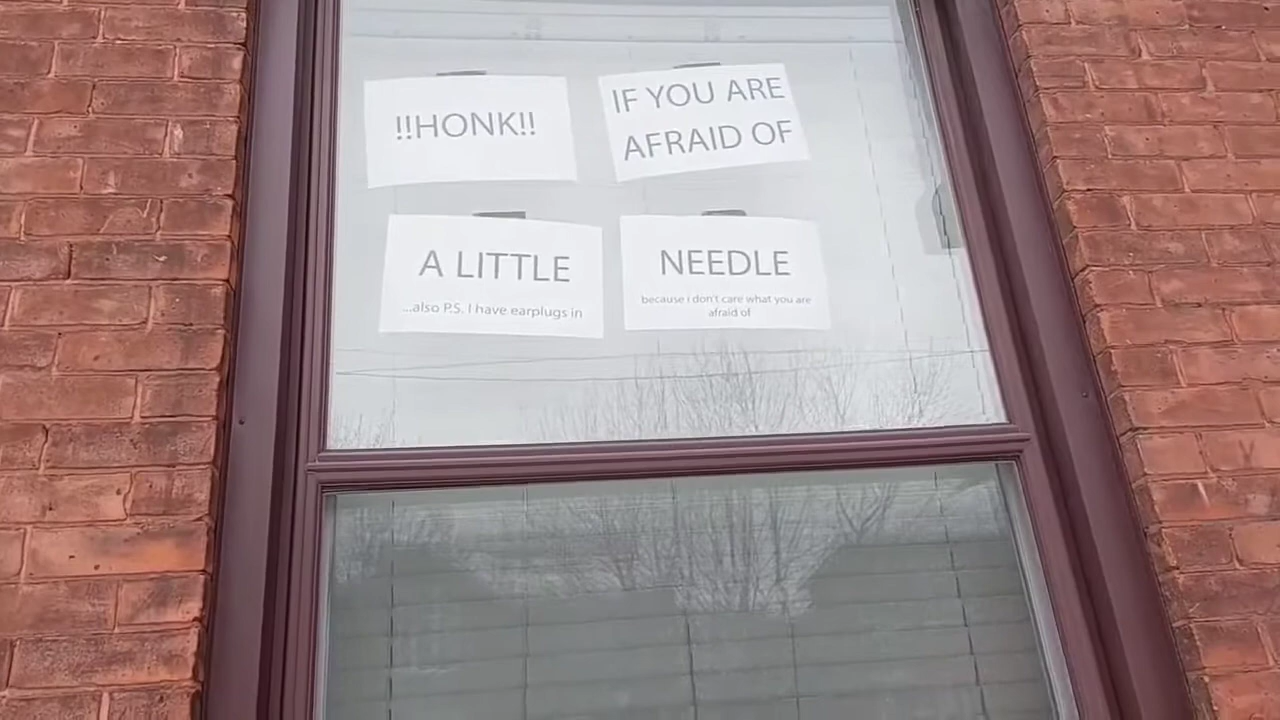 !!HONK!!
IF YOU ARE
AFRAID OF
A LITTLE
...also P.S. I have earplugs in
NEEDLE
because i don't care what you are
afraid of